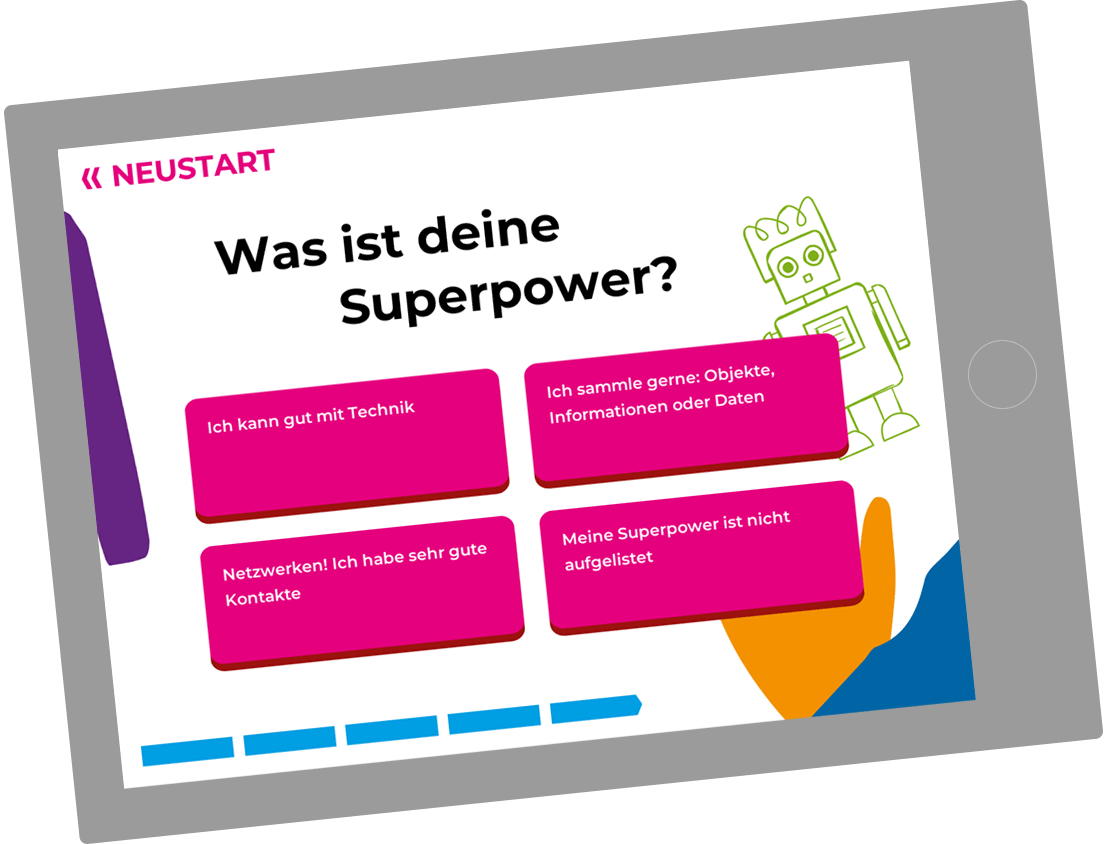 « NEUSTART
Was ist deine
Superpower?
Ich kann gut mit Technik
Ich sammle gerne: Objekte,
Informationen oder Daten
Netzwerken! Ich habe sehr gute
Kontakte
Meine Superpower ist nicht
aufgelistet